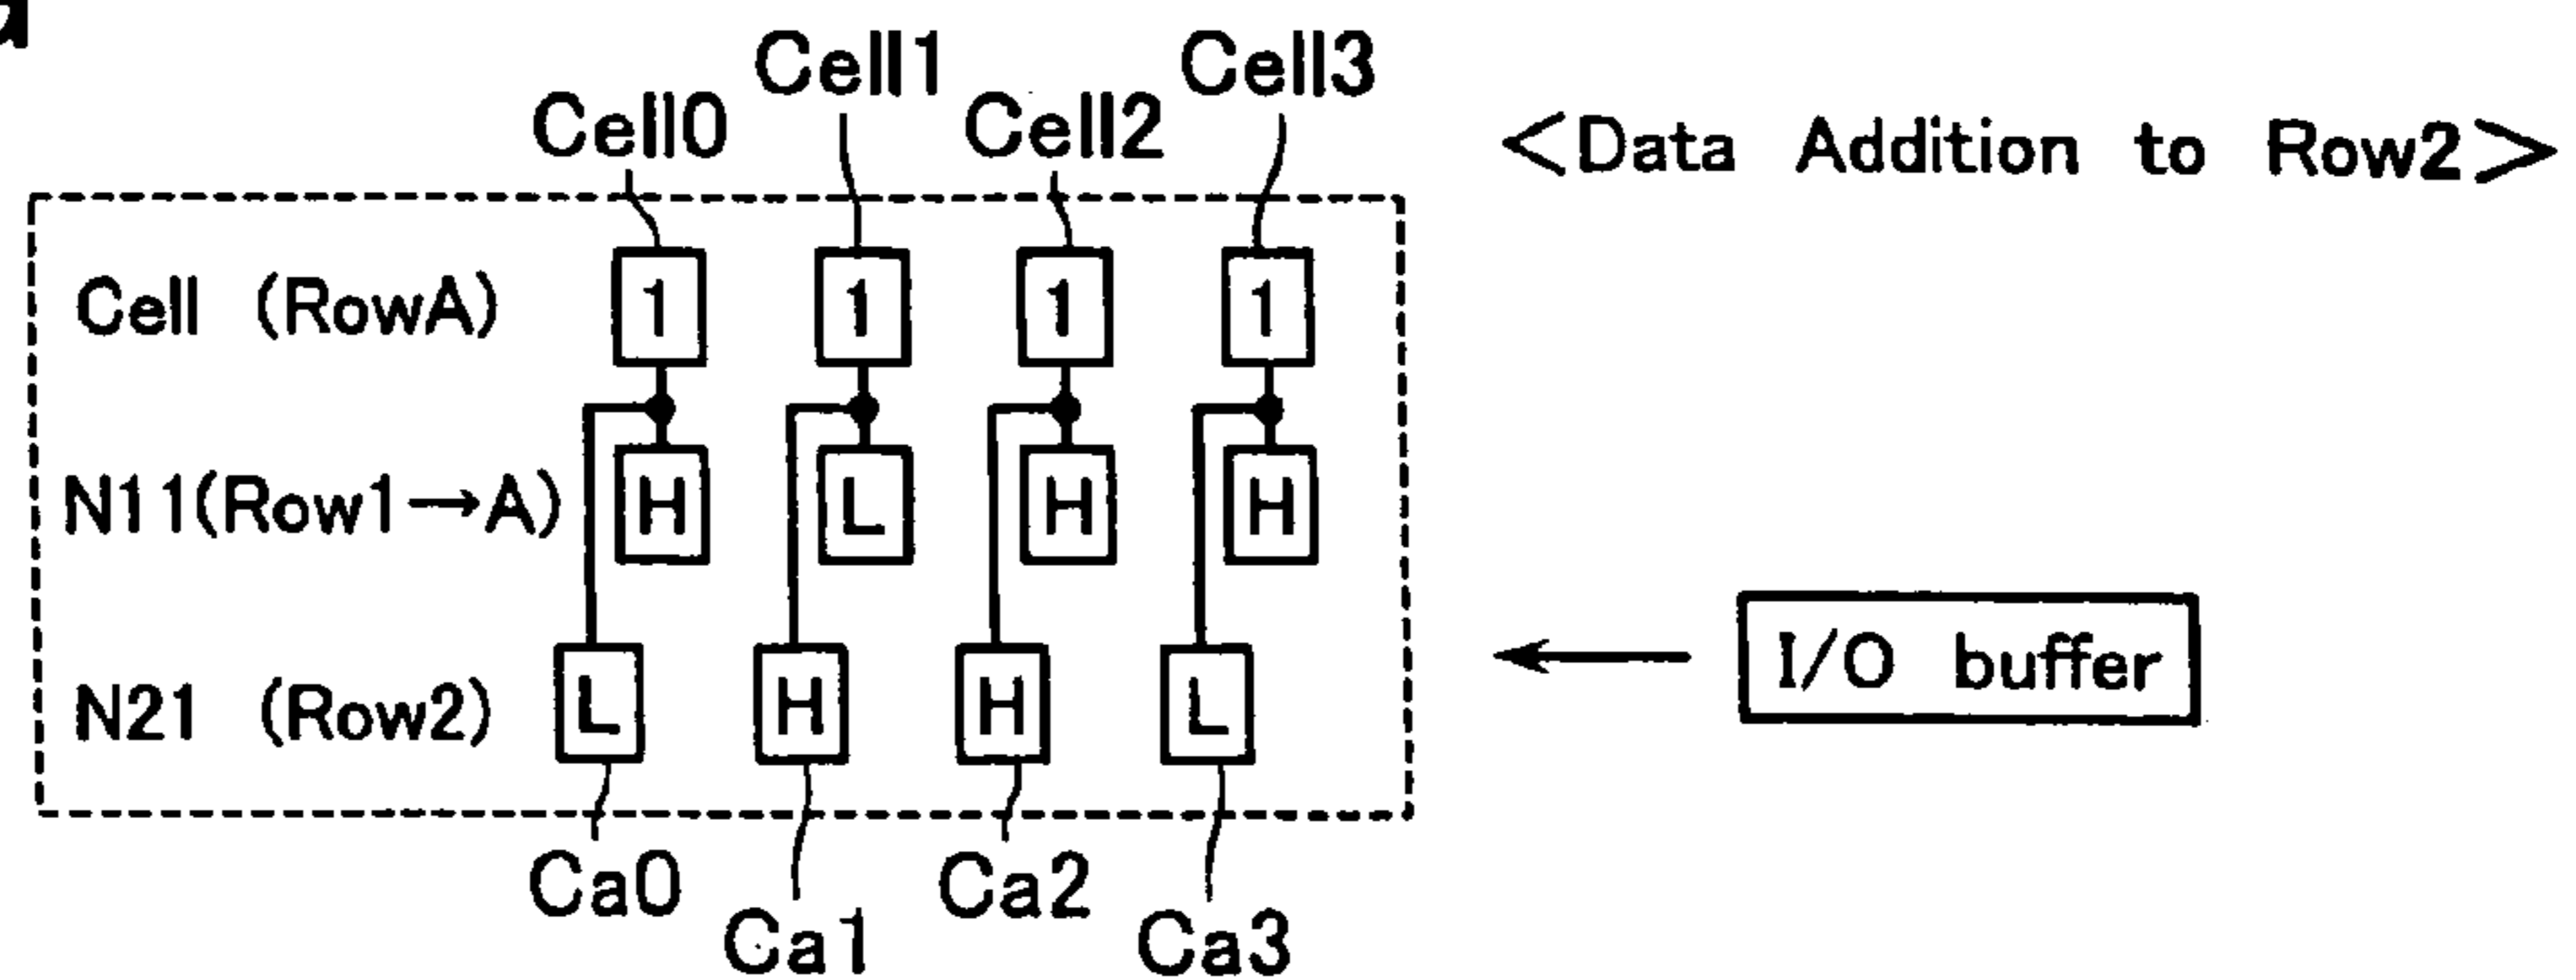 Cell0 Cell1 Cell2 Cell3
<Data Addition to Row2>
Cell (RowA) 1 1 1 1
N11(Row1→A) H L H H
N21 (Row2) L H H L
I/O buffer
Ca0 Ca1 Ca2 Ca3